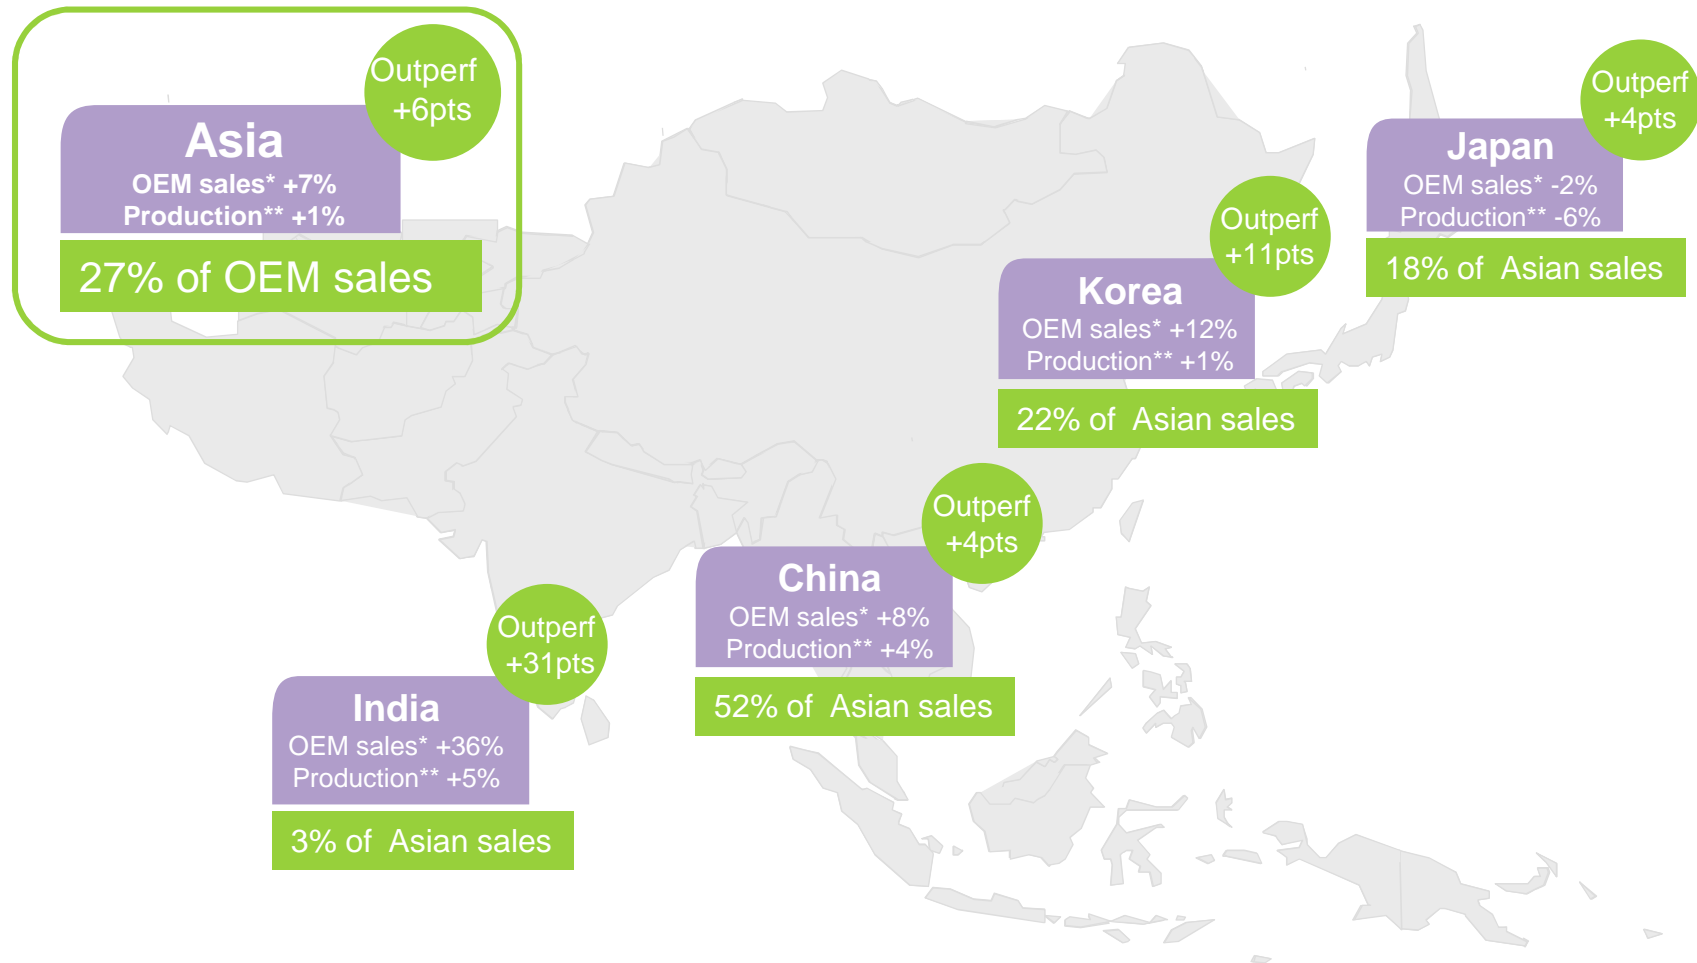 Outperf
+6pts
Asia
OEM sales* +7%
Production** +1%
27% of OEM sales
Outperf
+4pts
Japan
OEM sales* -2%
Production** -6%
18% of Asian sales
Outperf
+11pts
Korea
OEM sales* +12%
Production** +1%
22% of Asian sales
Outperf
+4pts
China
OEM sales* +8%
Production** +4%
52% of Asian sales
Outperf
+31pts
India
OEM sales* +36%
Production** +5%
3% of Asian sales